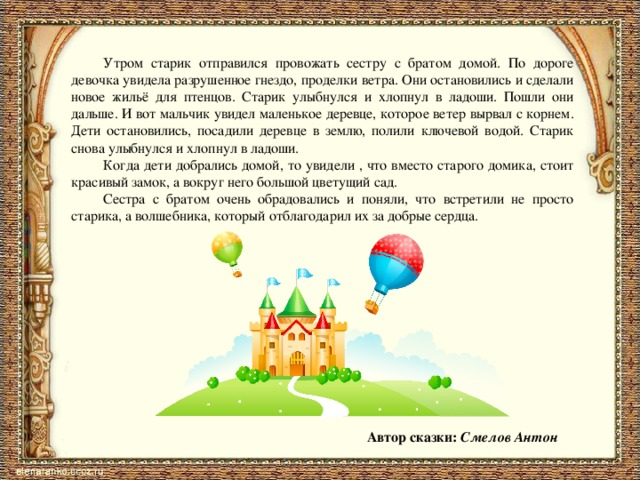 Утром старик отправился провожать сестру с братом домой. По дороге
девочка увидела разрушенное гнездо, проделки ветра. Они остановились и сделали
новое жильё для птенцов. Старик улыбнулся и хлопнул в ладоши. Пошли они
дальше. И вот мальчик увидел маленькое деревце, которое ветер вырвал с корнем.
Дети остановились, посадили деревце в землю, полили ключевой водой. Старик
снова улыбнулся и хлопнул в ладоши.
Когда дети добрались домой, то увидели , что вместо старого домика, стоит
красивый замок, а вокруг него большой цветущий сад.
Сестра с братом очень обрадовались и поняли, что встретили не просто
старика, а волшебника, который отблагодарил их за добрые сердца.
Автор сказки: Смелов Антон
elenaranko.ucoz.ru